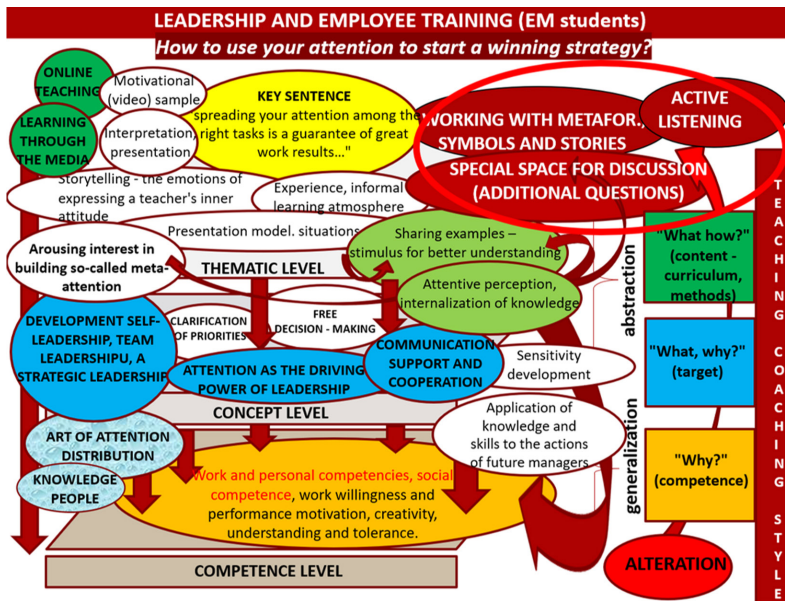 LEADERSHIP AND EMPLOYEE TRAINING (EM students)
How to use your attention to start a winning strategy?
ONLINE
TEACHING
Motivational
(video) sample
KEY SENTENCE
spreading your attention among the
right tasks is a guarantee of great
work results..."
WORKING WITH METAFOR.,
SYMBOLS AND STORIES
ACTIVE
LISTENING
LEARNING
THROUGH
THE MEDIA
Interpretation,
presentation
SPECIAL SPACE FOR DISCUSSION
(ADDITIONAL QUESTIONS)
Storytelling - the emotions of
expressing a teacher's inner
attitude
Experience, informal
learning atmosphere
Presentation model. situations
Sharing examples –
stimulus for better understanding
Arousing interest in
building so-called meta-
attention
THEMATIC LEVEL
Attentive perception,
internalization of knowledge
"What how?"
(content -
curriculum,
methods)
abstraction
DEVELOPMENT SELF-
LEADERSHIP, TEAM
LEADERSHIPU, A
STRATEGIC LEADERSHIP
CLARIFICATION
OF PRIORITIES
FREE
DECISION - MAKING
ATTENTION AS THE DRIVING
POWER OF LEADERSHIP
COMMUNICATION
SUPPORT AND
COOPERATION
Sensitivity
development
"What, why?"
(target)
CONCEPT LEVEL
ART OF ATTENTION
DISTRIBUTION
KNOWLEDGE
PEOPLE
Application of
knowledge and
skills to the actions
of future managers
generalization
"Why?"
(competence)
Work and personal competencies, social
competence, work willingness and
performance motivation, creativity,
understanding and tolerance.
COMPETENCE LEVEL
ALTERATION
TEACHING COACHING STYLE